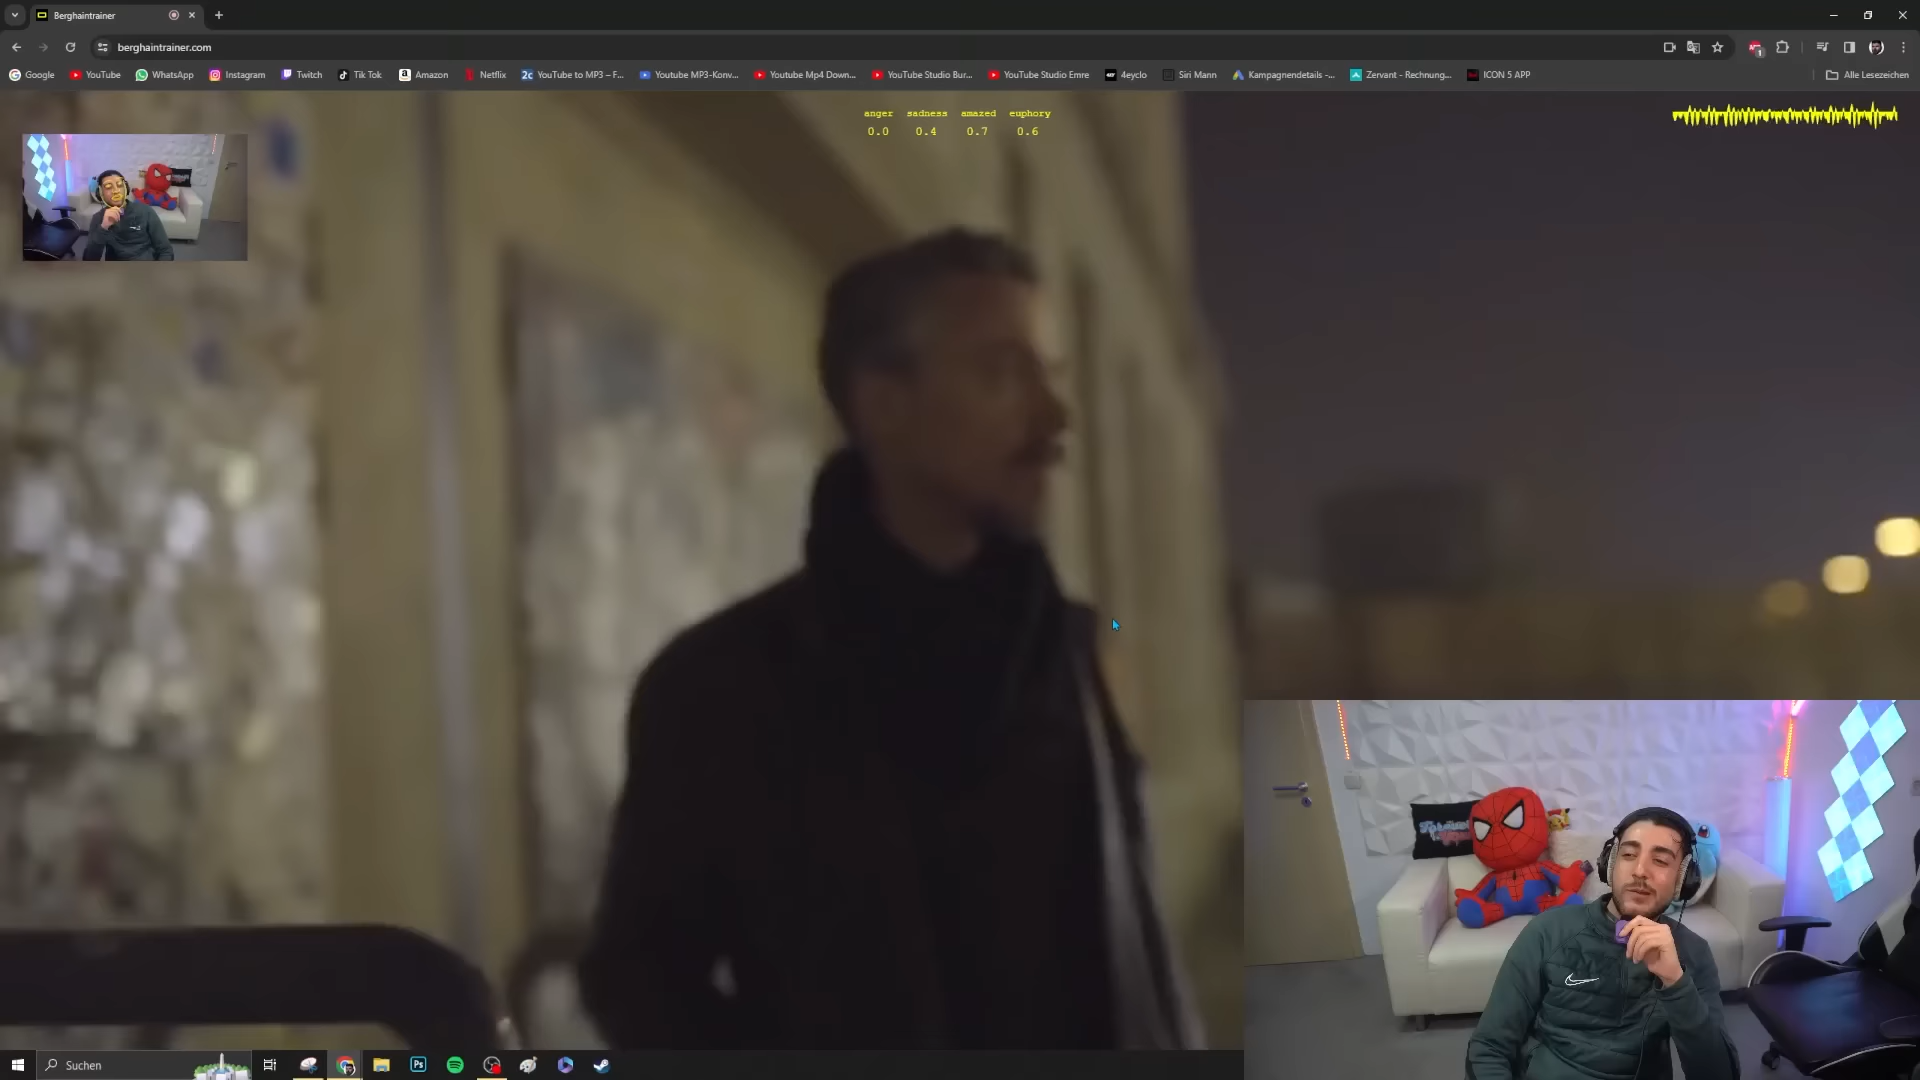 Berghaintrainer
berghaintrainer.com
Google YouTube WhatsApp Instagram Twitch Tik Tok Amazon Netflix YouTube to MP3 – F... Youtube MP3-Konv... Youtube Mp4 Down... YouTube Studio Bur... YouTube Studio Emre 4eyclo Siri Mann Kampagnendetails -... Zervant - Rechnung... ICON 5 APP Alle Lesezeichen
anger sadness amazed euphory
0.0 0.4 0.7 0.6
Suchen
Ps